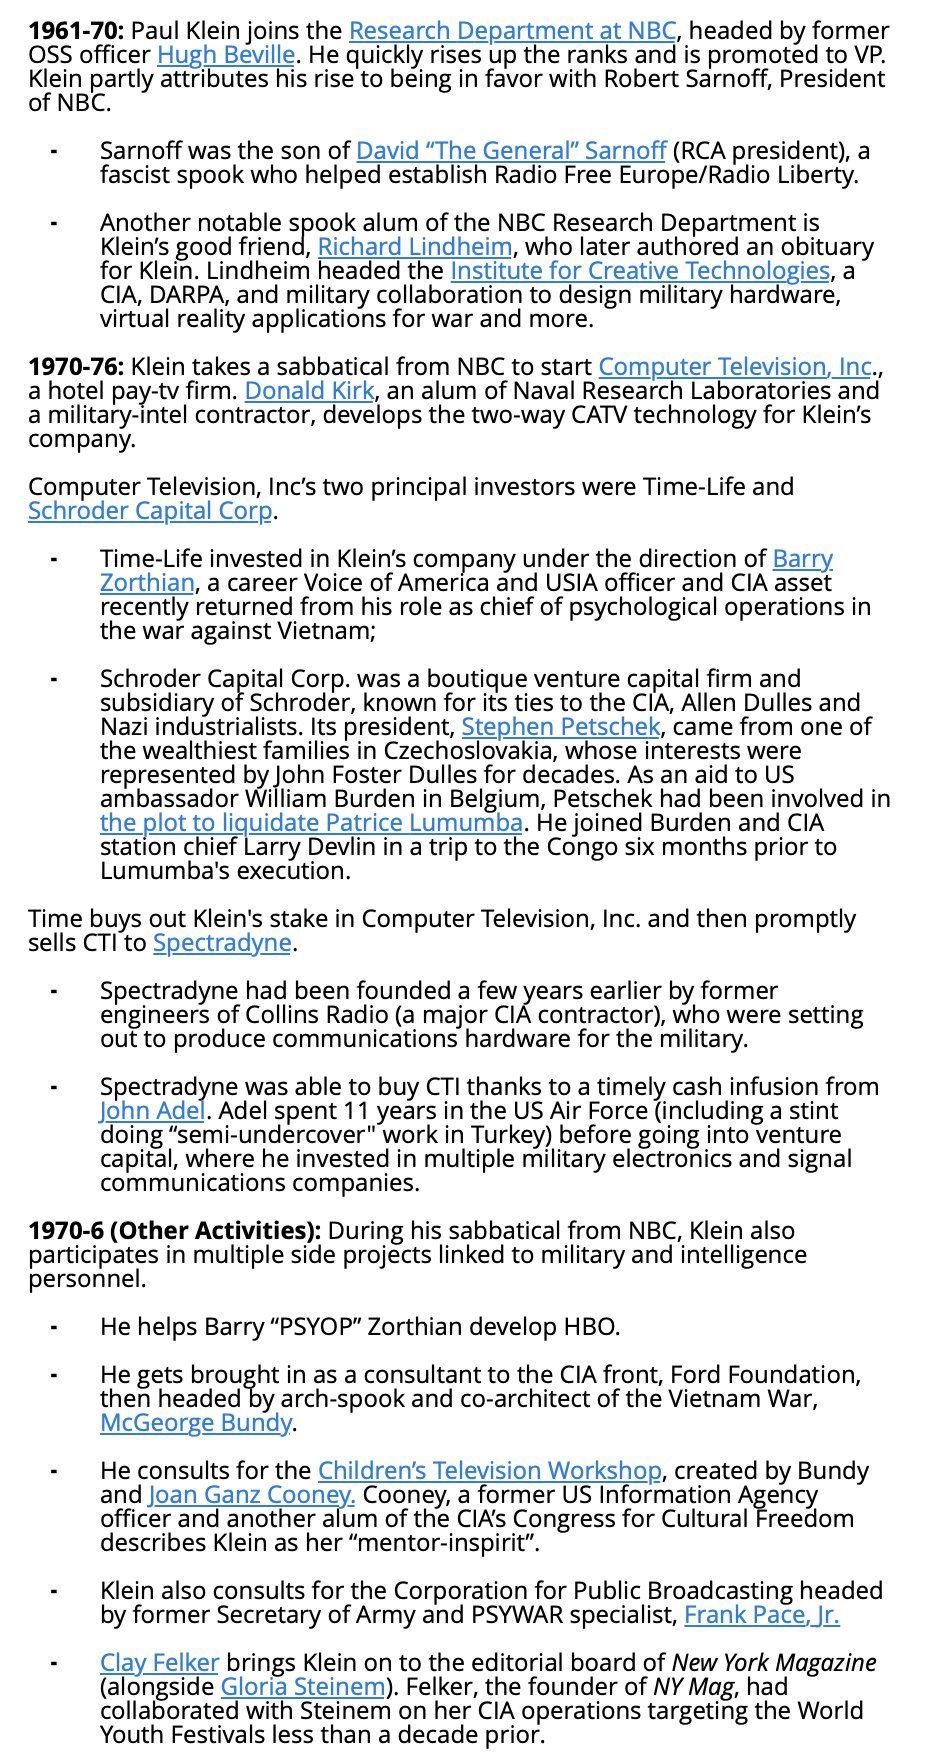 1961-70: Paul Klein joins the Research Department at NBC, headed by former
OSS officer Hugh Beville. He quickly rises up the ranks and is promoted to VP.
Klein partly attributes his rise to being in favor with Robert Sarnoff, President
of NBC.
- Sarnoff was the son of David “The General” Sarnoff (RCA president), a
fascist spook who helped establish Radio Free Europe/Radio Liberty.
- Another notable spook alum of the NBC Research Department is
Klein’s good friend, Richard Lindheim, who later authored an obituary
for Klein. Lindheim headed the Institute for Creative Technologies, a
CIA, DARPA, and military collaboration to design military hardware,
virtual reality applications for war and more.
1970-76: Klein takes a sabbatical from NBC to start Computer Television, Inc.,
a hotel pay-tv firm. Donald Kirk, an alum of Naval Research Laboratories and
a military-intel contractor, develops the two-way CATV technology for Klein’s
company.
Computer Television, Inc’s two principal investors were Time-Life and
Schroder Capital Corp.
- Time-Life invested in Klein’s company under the direction of Barry
Zorthian, a career Voice of America and USIA officer and CIA asset
recently returned from his role as chief of psychological operations in
the war against Vietnam;
- Schroder Capital Corp. was a boutique venture capital firm and
subsidiary of Schroder, known for its ties to the CIA, Allen Dulles and
Nazi industrialists. Its president, Stephen Petschek, came from one of
the wealthiest families in Czechoslovakia, whose interests were
represented by John Foster Dulles for decades. As an aid to US
ambassador William Burden in Belgium, Petschek had been involved in
the plot to liquidate Patrice Lumumba. He joined Burden and CIA
station chief Larry Devlin in a trip to the Congo six months prior to
Lumumba's execution.
Time buys out Klein's stake in Computer Television, Inc. and then promptly
sells CTI to Spectradyne.
- Spectradyne had been founded a few years earlier by former
engineers of Collins Radio (a major CIA contractor), who were setting
out to produce communications hardware for the military.
- Spectradyne was able to buy CTI thanks to a timely cash infusion from
John Adel. Adel spent 11 years in the US Air Force (including a stint
doing “semi-undercover" work in Turkey) before going into venture
capital, where he invested in multiple military electronics and signal
communications companies.
1970-6 (Other Activities): During his sabbatical from NBC, Klein also
participates in multiple side projects linked to military and intelligence
personnel.
- He helps Barry “PSYOP” Zorthian develop HBO.
- He gets brought in as a consultant to the CIA front, Ford Foundation,
then headed by arch-spook and co-architect of the Vietnam War,
McGeorge Bundy.
- He consults for the Children’s Television Workshop, created by Bundy
and Joan Ganz Cooney. Cooney, a former US Information Agency
officer and another alum of the CIA’s Congress for Cultural Freedom
describes Klein as her “mentor-inspirit”.
- Klein also consults for the Corporation for Public Broadcasting headed
by former Secretary of Army and PSYWAR specialist, Frank Pace, Jr.
- Clay Felker brings Klein on to the editorial board of New York Magazine
(alongside Gloria Steinem). Felker, the founder of NY Mag, had
collaborated with Steinem on her CIA operations targeting the World
Youth Festivals less than a decade prior.